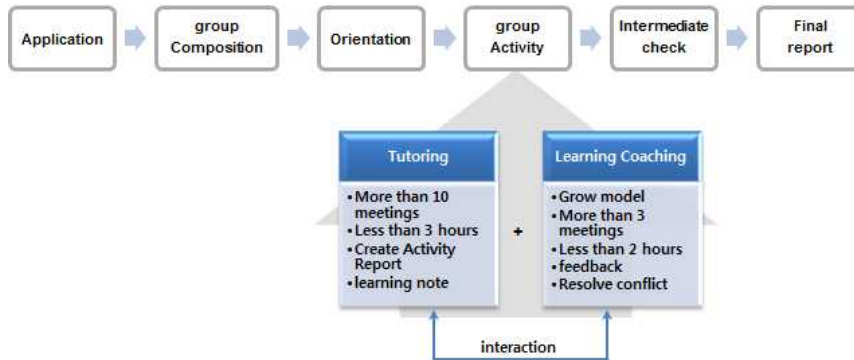 Application
group
Composition
Orientation
group
Activity
Intermediate
check
Final
report
Tutoring
•More than 10
meetings
•Less than 3 hours
•Create Activity
Report
•learning note
+
Learning Coaching
•Grow model
•More than 3
meetings
•Less than 2 hours
•feedback
•Resolve conflict
interaction